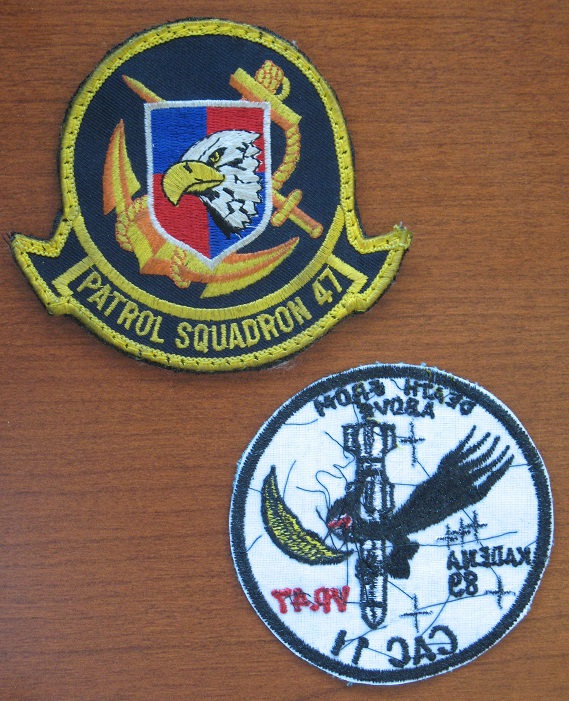 PATROL SQUADRON 47
DEATH FROM
ABOVE
KADENA
89
VP-47
CAC 11